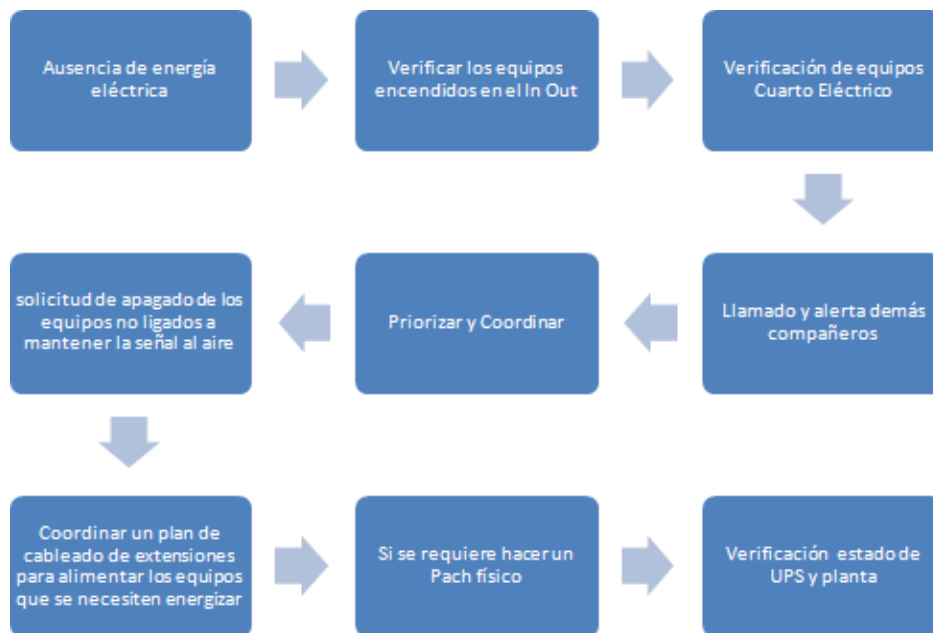 Ausencia de energía
eléctrica
Verificar los equipos
encendidos en el In Out
Verificación de equipos
Cuarto Eléctrico
Llamado y alerta demás
compañeros
Priorizar y Coordinar
solicitud de apagado de los
equipos no ligados a
mantener la señal al aire
Coordinar un plan de
cableado de extensiones
para alimentar los equipos
que se necesiten energizar
Si se requiere hacer un
Pach físico
Verificación estado de
UPS y planta